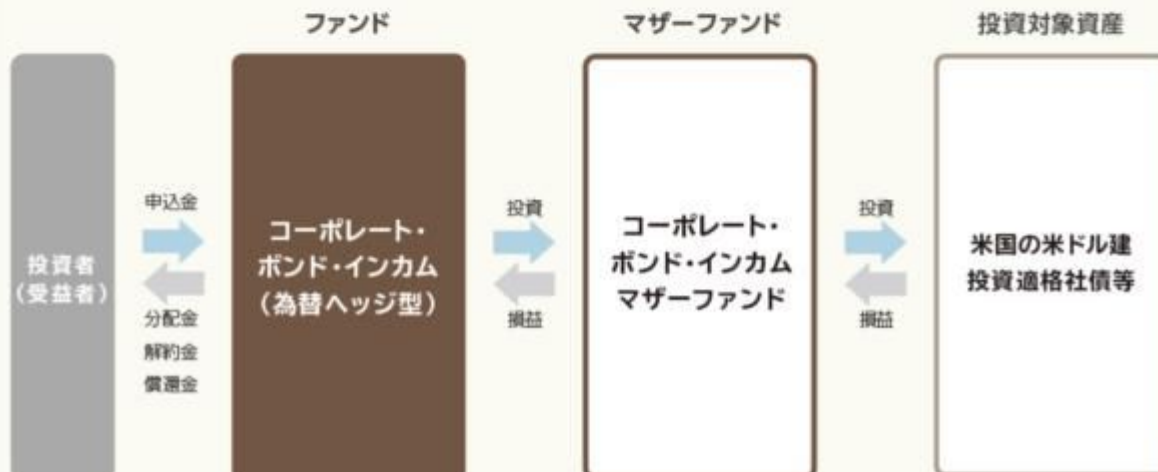 ファンド
マザーファンド
投資対象資産
投資者
（受益者）
申込金
分配金
解約金
償還金
コーポレート・
ボンド・インカム
（為替ヘッジ型）
投資
損益
コーポレート・
ボンド・インカム
マザーファンド
投資
損益
米国の米ドル建
投資適格社債等